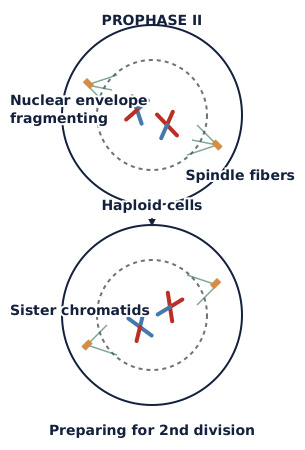 PROPHASE II
Nuclear envelope
fragmenting
Spindle fibers
Haploid cells
Sister chromatids
Preparing for 2nd division